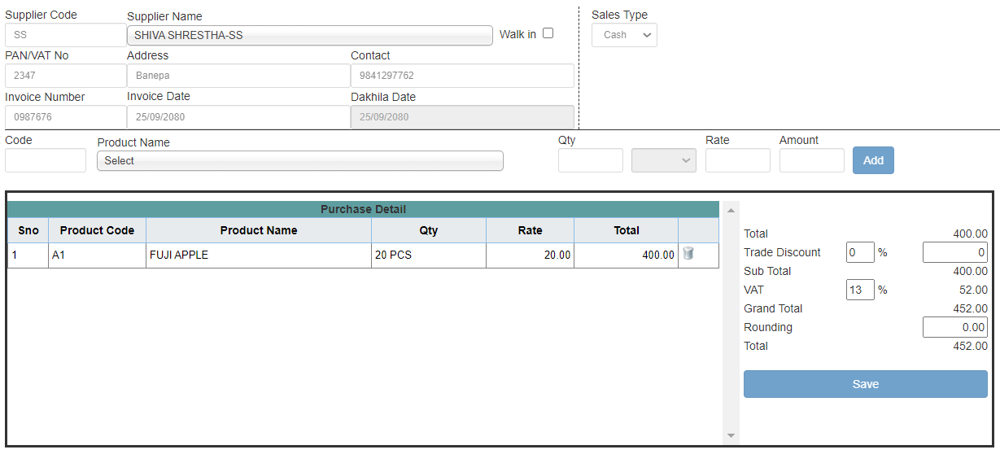 Supplier Code Supplier Name Sales Type
SS SHIVA SHRESTHA-SS Walk in Cash
PAN/VAT No Address Contact
2347 Banepa 9841297762
Invoice Number Invoice Date Dakhila Date
0987676 25/09/2080 25/09/2080
Code Product Name Qty Rate Amount
Select Add
Purchase Detail
Sno Product Code Product Name Qty Rate Total
1 A1 FUJI APPLE 20 PCS 20.00 400.00
Total 400.00
Trade Discount 0 % 0
Sub Total 400.00
VAT 13 % 52.00
Grand Total 452.00
Rounding 0.00
Total 452.00
Save